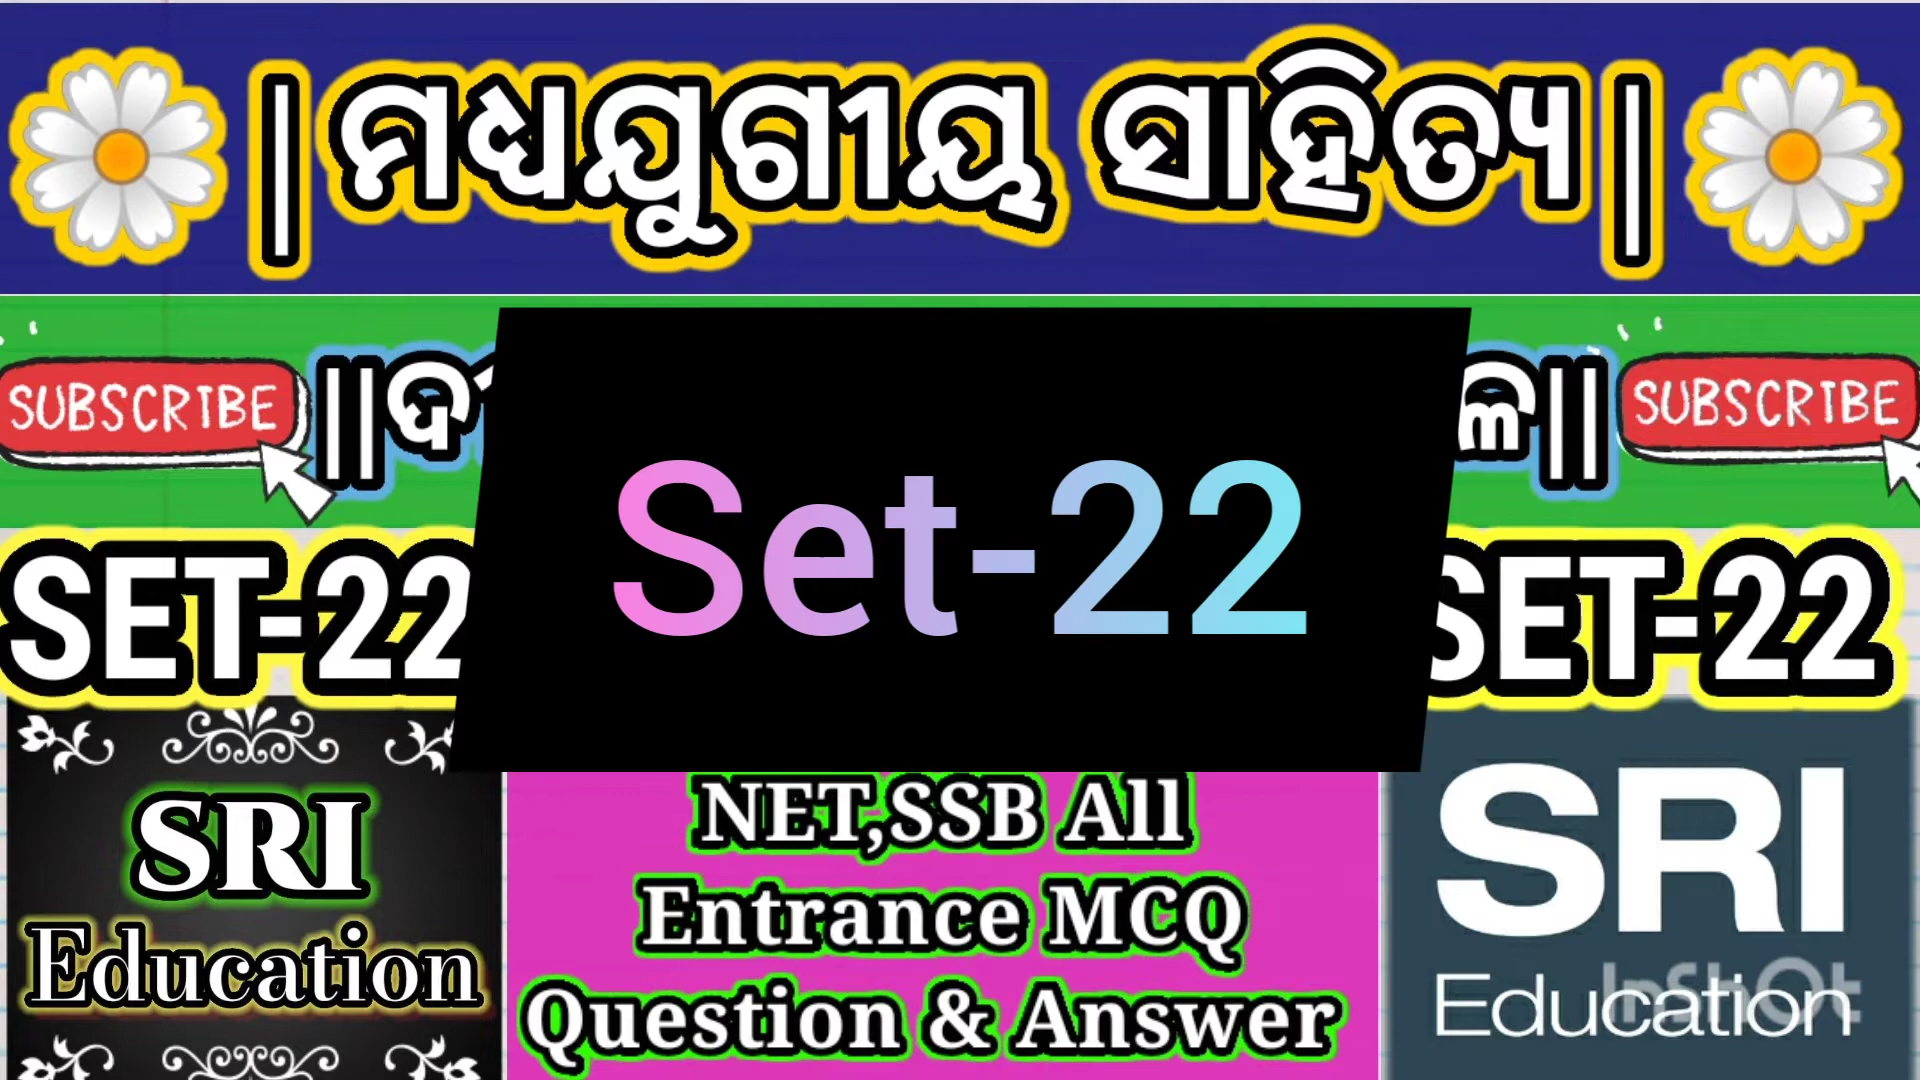 |ମଧ୍ୟଯୁଗୀୟ ସାହିତ୍ୟ|
SUBSCRIBE
SUBSCRIBE
Set-22
SET-22
SET-22
SRI
Education
NET,SSB All
Entrance MCQ
Question & Answer
SRI
Education
InShOt